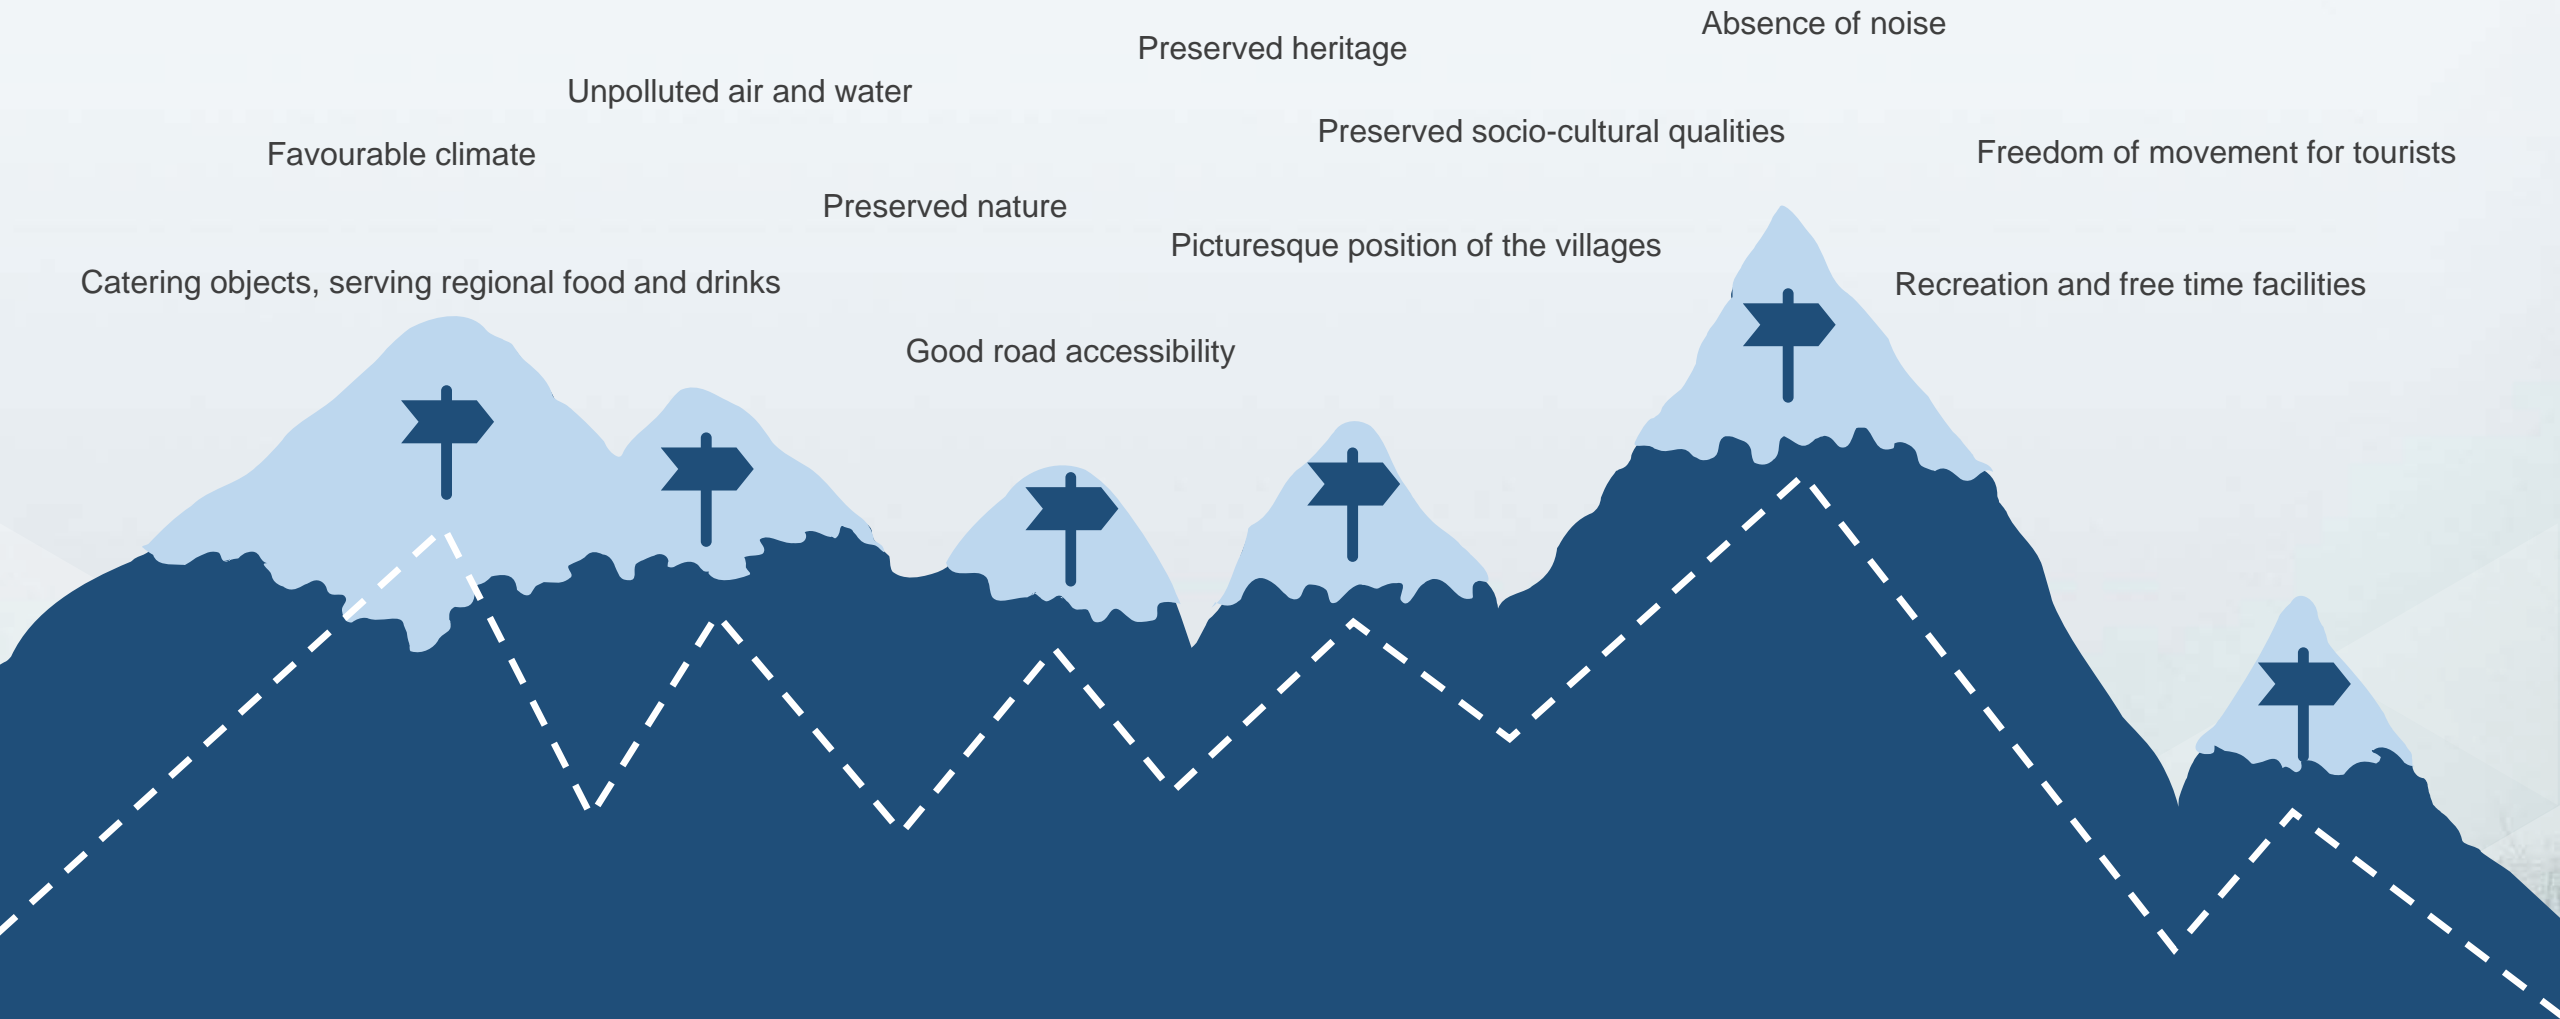 Absence of noise
Preserved heritage
Unpolluted air and water
Preserved socio-cultural qualities
Favourable climate
Freedom of movement for tourists
Preserved nature
Picturesque position of the villages
Catering objects, serving regional food and drinks
Recreation and free time facilities
Good road accessibility